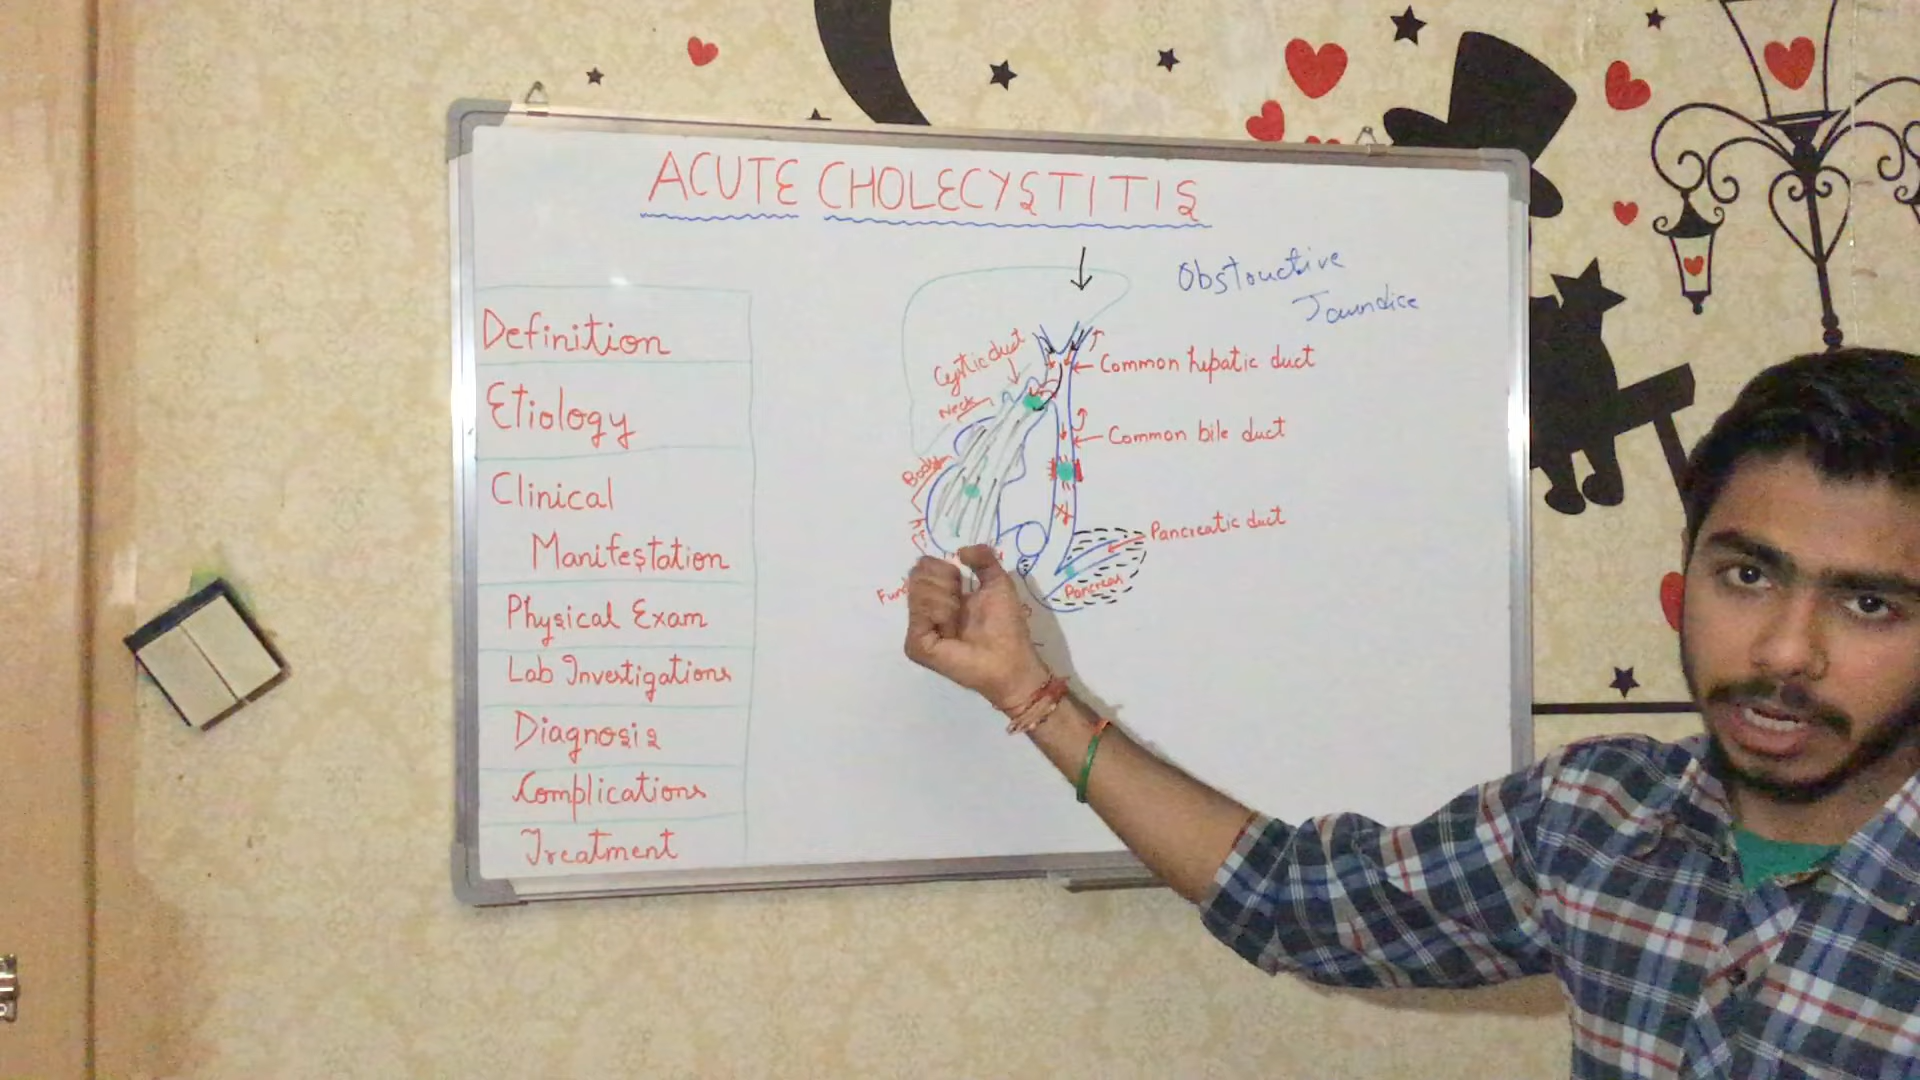 ACUTE CHOLECYSTITIS
Obstructive
Jaundice
Definition
Etiology
Clinical
Manifestation
Physical Exam
Lab Investigations
Diagnosis
Complications
Treatment
Cystic duct
Neck
Body
Common hepatic duct
Common bile duct
Pancreatic duct
Pancreas